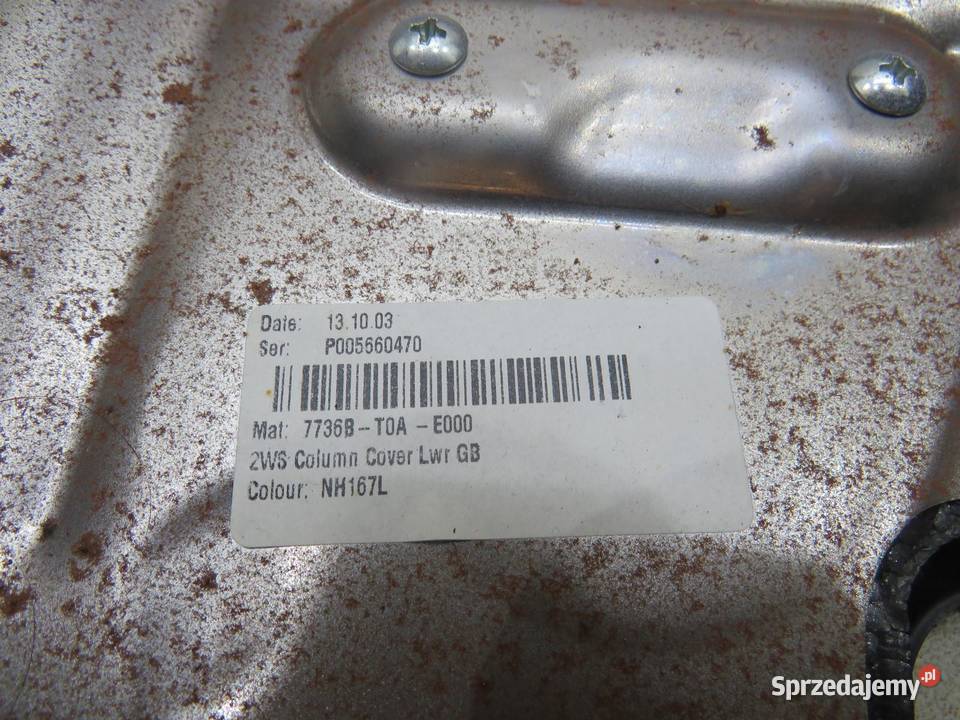 Date: 13.10.03
Ser: P005660470
Mat: 7736B-T0A-E000
2WS Column Cover Lwr GB
Colour: NH167L
Sprzedajemy.pl